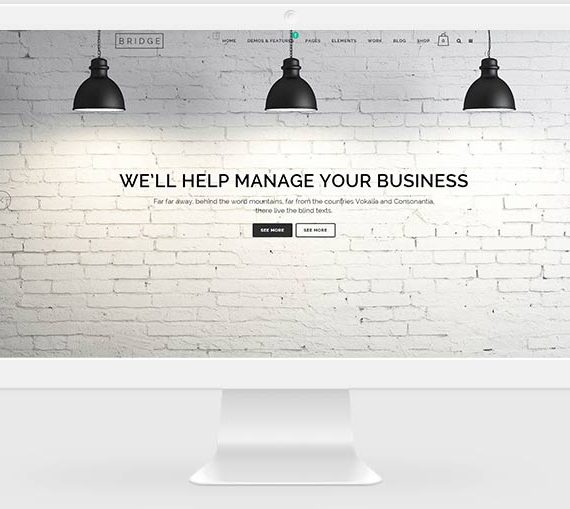 BRIDGE
HOME DEMOS & FEATURES PAGES ELEMENTS WORK BLOG SHOP
WE'LL HELP MANAGE YOUR BUSINESS
Far far away, behind the word mountains, far from the countries Vokalia and Consonantia,
there live the blind texts.
SEE MORE SEE MORE